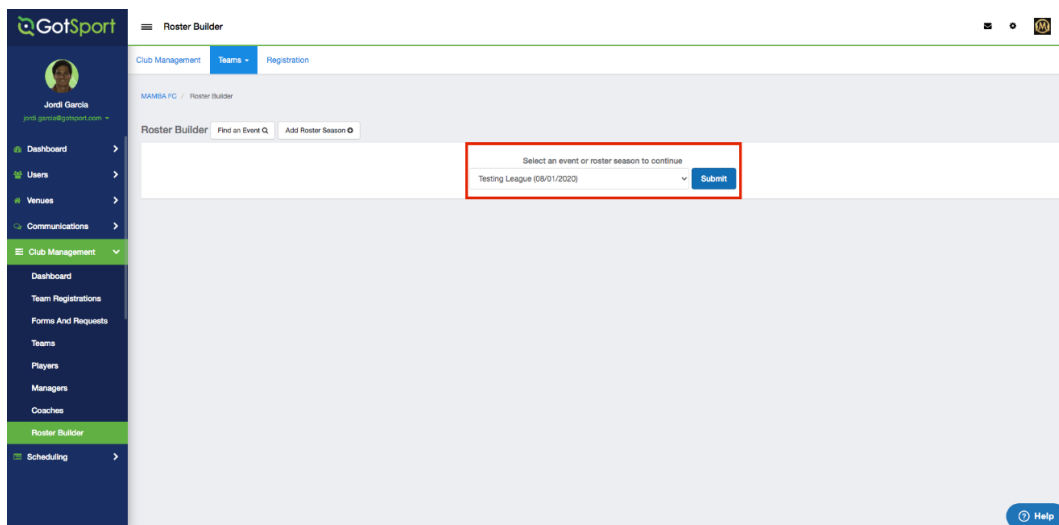 GotSport
Roster Builder
Jordi Garcia
jordi.garcia@gotsport.com
Dashboard
Users
Venues
Communications
Club Management
Dashboard
Team Registrations
Forms And Requests
Teams
Players
Managers
Coaches
Roster Builder
Scheduling
Club Management Teams Registration
MAMBA FC / Roster Builder
Roster Builder Find an Event Add Roster Season
Select an event or roster season to continue
Testing League (08/01/2020) Submit
Help